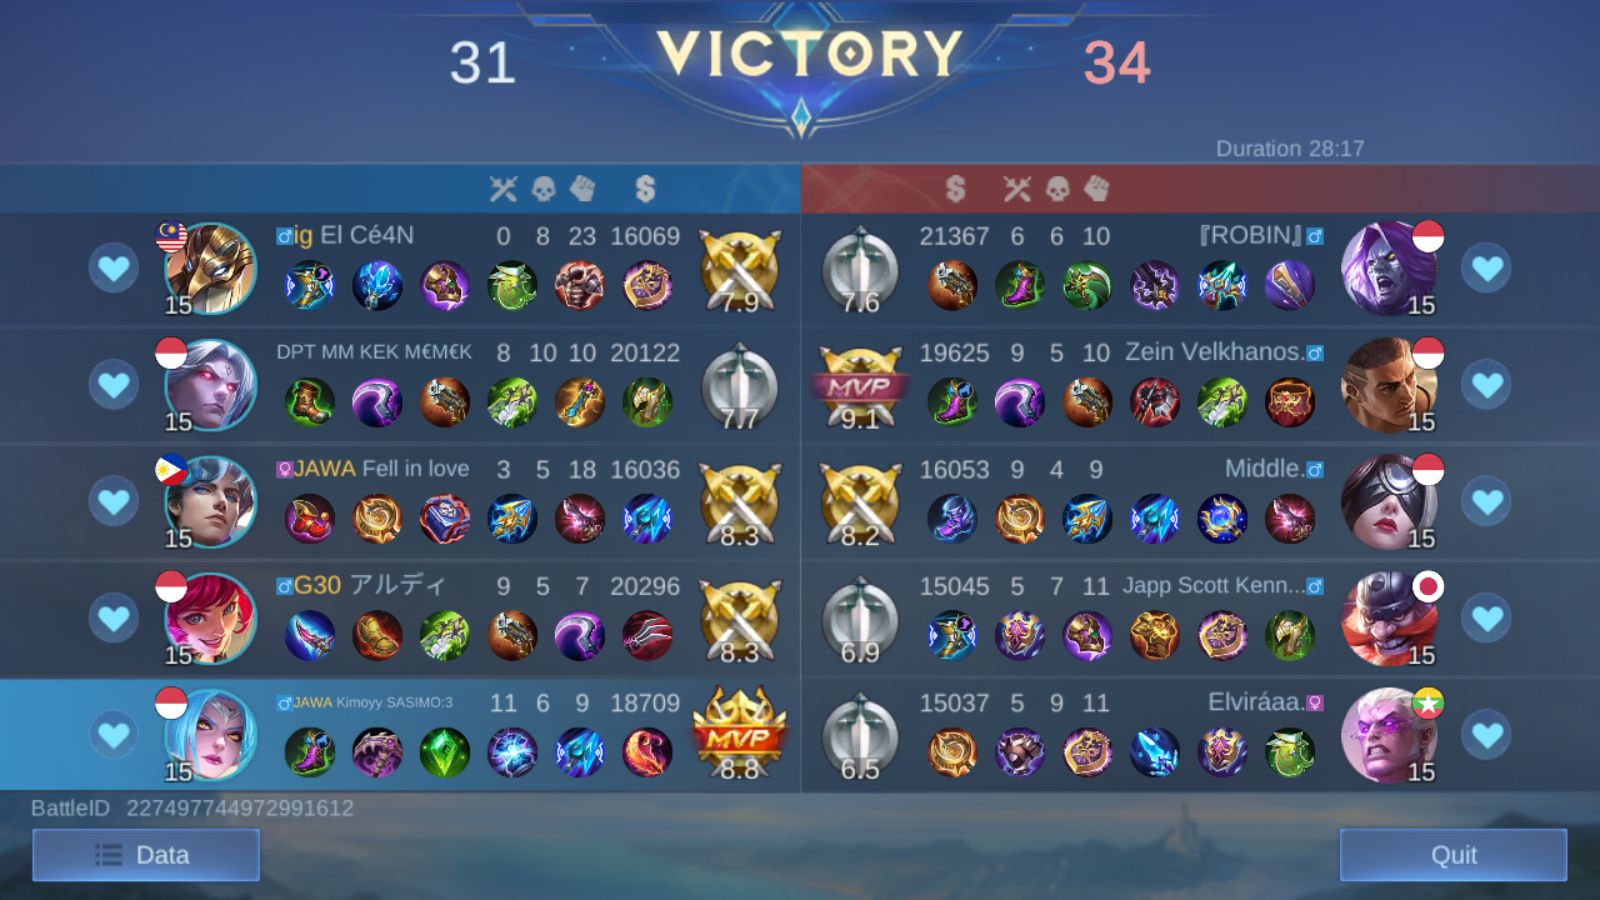 31 VICTORY 34
Duration 28:17
ig El Cé4N 0 8 23 16069
15 7.9
21367 6 6 10 『ROBIN』
7.6 15
DPT MM KEK M€M€K 8 10 10 20122
15 7.7
19625 9 5 10 Zein Velkhanos.
MVP
9.1 15
JAWA Fell in love 3 5 18 16036
15 8.3
16053 9 4 9 Middle.
8.2 15
G30 アルディ 9 5 7 20296
15 8.3
15045 5 7 11 Japp Scott Kenn...
6.9 15
JAWA Kimoyy SASIMO:3 11 6 9 18709
MVP
15 8.8
15037 5 9 11 Elviráaa.
6.5 15
BattleID 227497744972991612
Data
Quit